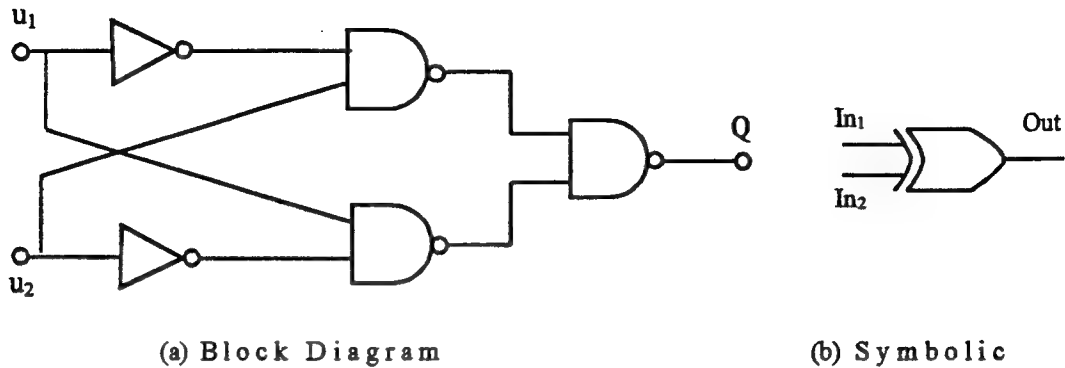 u₁
u₂
Q
In₁
In₂
Out
(a) Block Diagram
(b) Symbolic